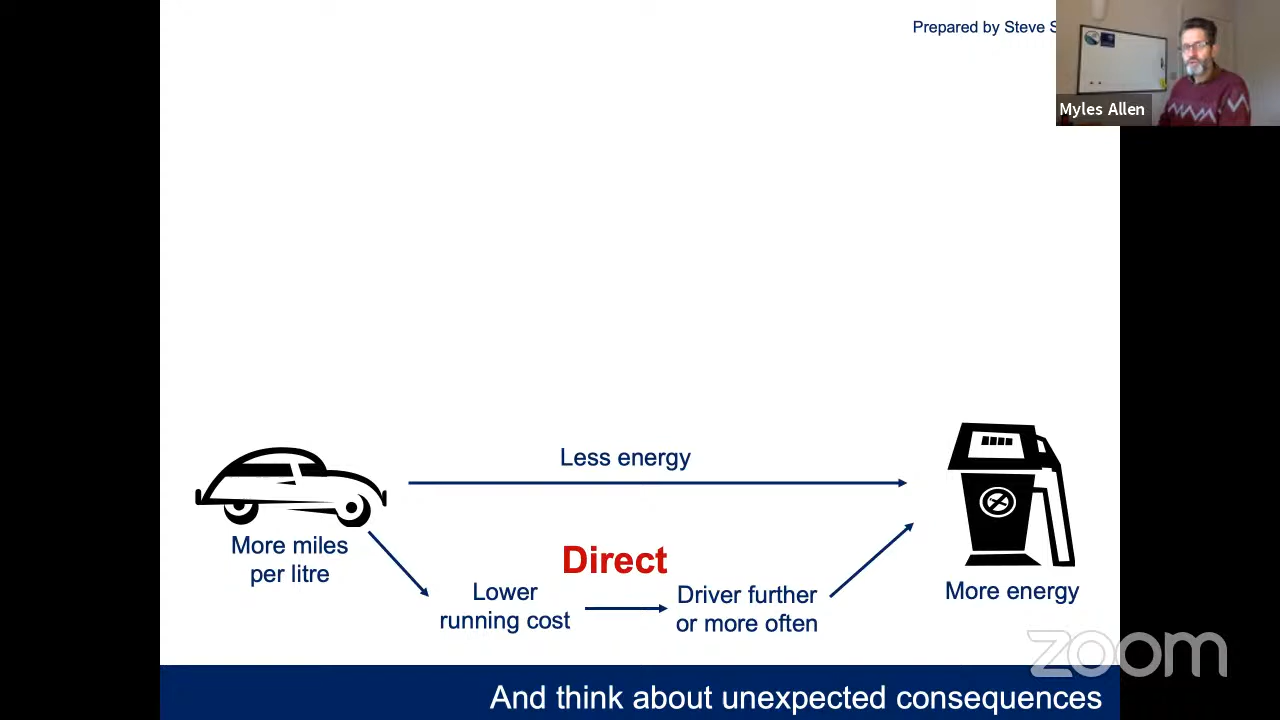 Prepared by Steve
Myles Allen
Less energy
More miles
per litre
Direct
Lower
running cost
Driver further
or more often
More energy
zoom
And think about unexpected consequences